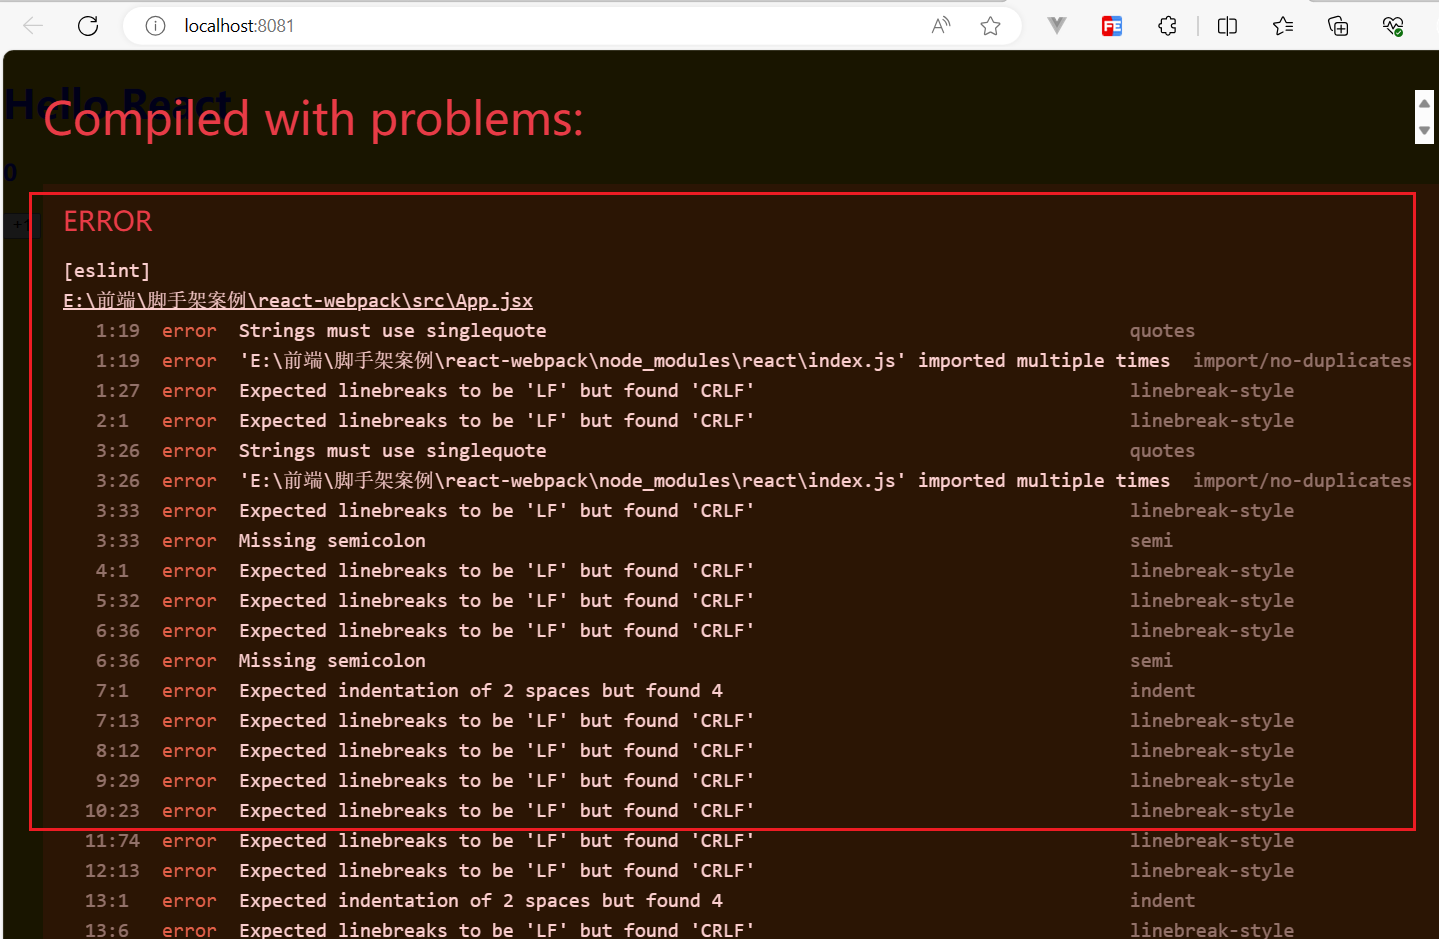 localhost:8081
Hello React
Compiled with problems:
0
+1
ERROR
[eslint]
E:\前端\脚手架案例\react-webpack\src\App.jsx
1:19 error Strings must use singlequote quotes
1:19 error 'E:\前端\脚手架案例\react-webpack\node_modules\react\index.js' imported multiple times import/no-duplicates
1:27 error Expected linebreaks to be 'LF' but found 'CRLF' linebreak-style
2:1 error Expected linebreaks to be 'LF' but found 'CRLF' linebreak-style
3:26 error Strings must use singlequote quotes
3:26 error 'E:\前端\脚手架案例\react-webpack\node_modules\react\index.js' imported multiple times import/no-duplicates
3:33 error Expected linebreaks to be 'LF' but found 'CRLF' linebreak-style
3:33 error Missing semicolon semi
4:1 error Expected linebreaks to be 'LF' but found 'CRLF' linebreak-style
5:32 error Expected linebreaks to be 'LF' but found 'CRLF' linebreak-style
6:36 error Expected linebreaks to be 'LF' but found 'CRLF' linebreak-style
6:36 error Missing semicolon semi
7:1 error Expected indentation of 2 spaces but found 4 indent
7:13 error Expected linebreaks to be 'LF' but found 'CRLF' linebreak-style
8:12 error Expected linebreaks to be 'LF' but found 'CRLF' linebreak-style
9:29 error Expected linebreaks to be 'LF' but found 'CRLF' linebreak-style
10:23 error Expected linebreaks to be 'LF' but found 'CRLF' linebreak-style
11:74 error Expected linebreaks to be 'LF' but found 'CRLF' linebreak-style
12:13 error Expected linebreaks to be 'LF' but found 'CRLF' linebreak-style
13:1 error Expected indentation of 2 spaces but found 4 indent
13:6 error Expected linebreaks to be 'LF' but found 'CRLF' linebreak-style